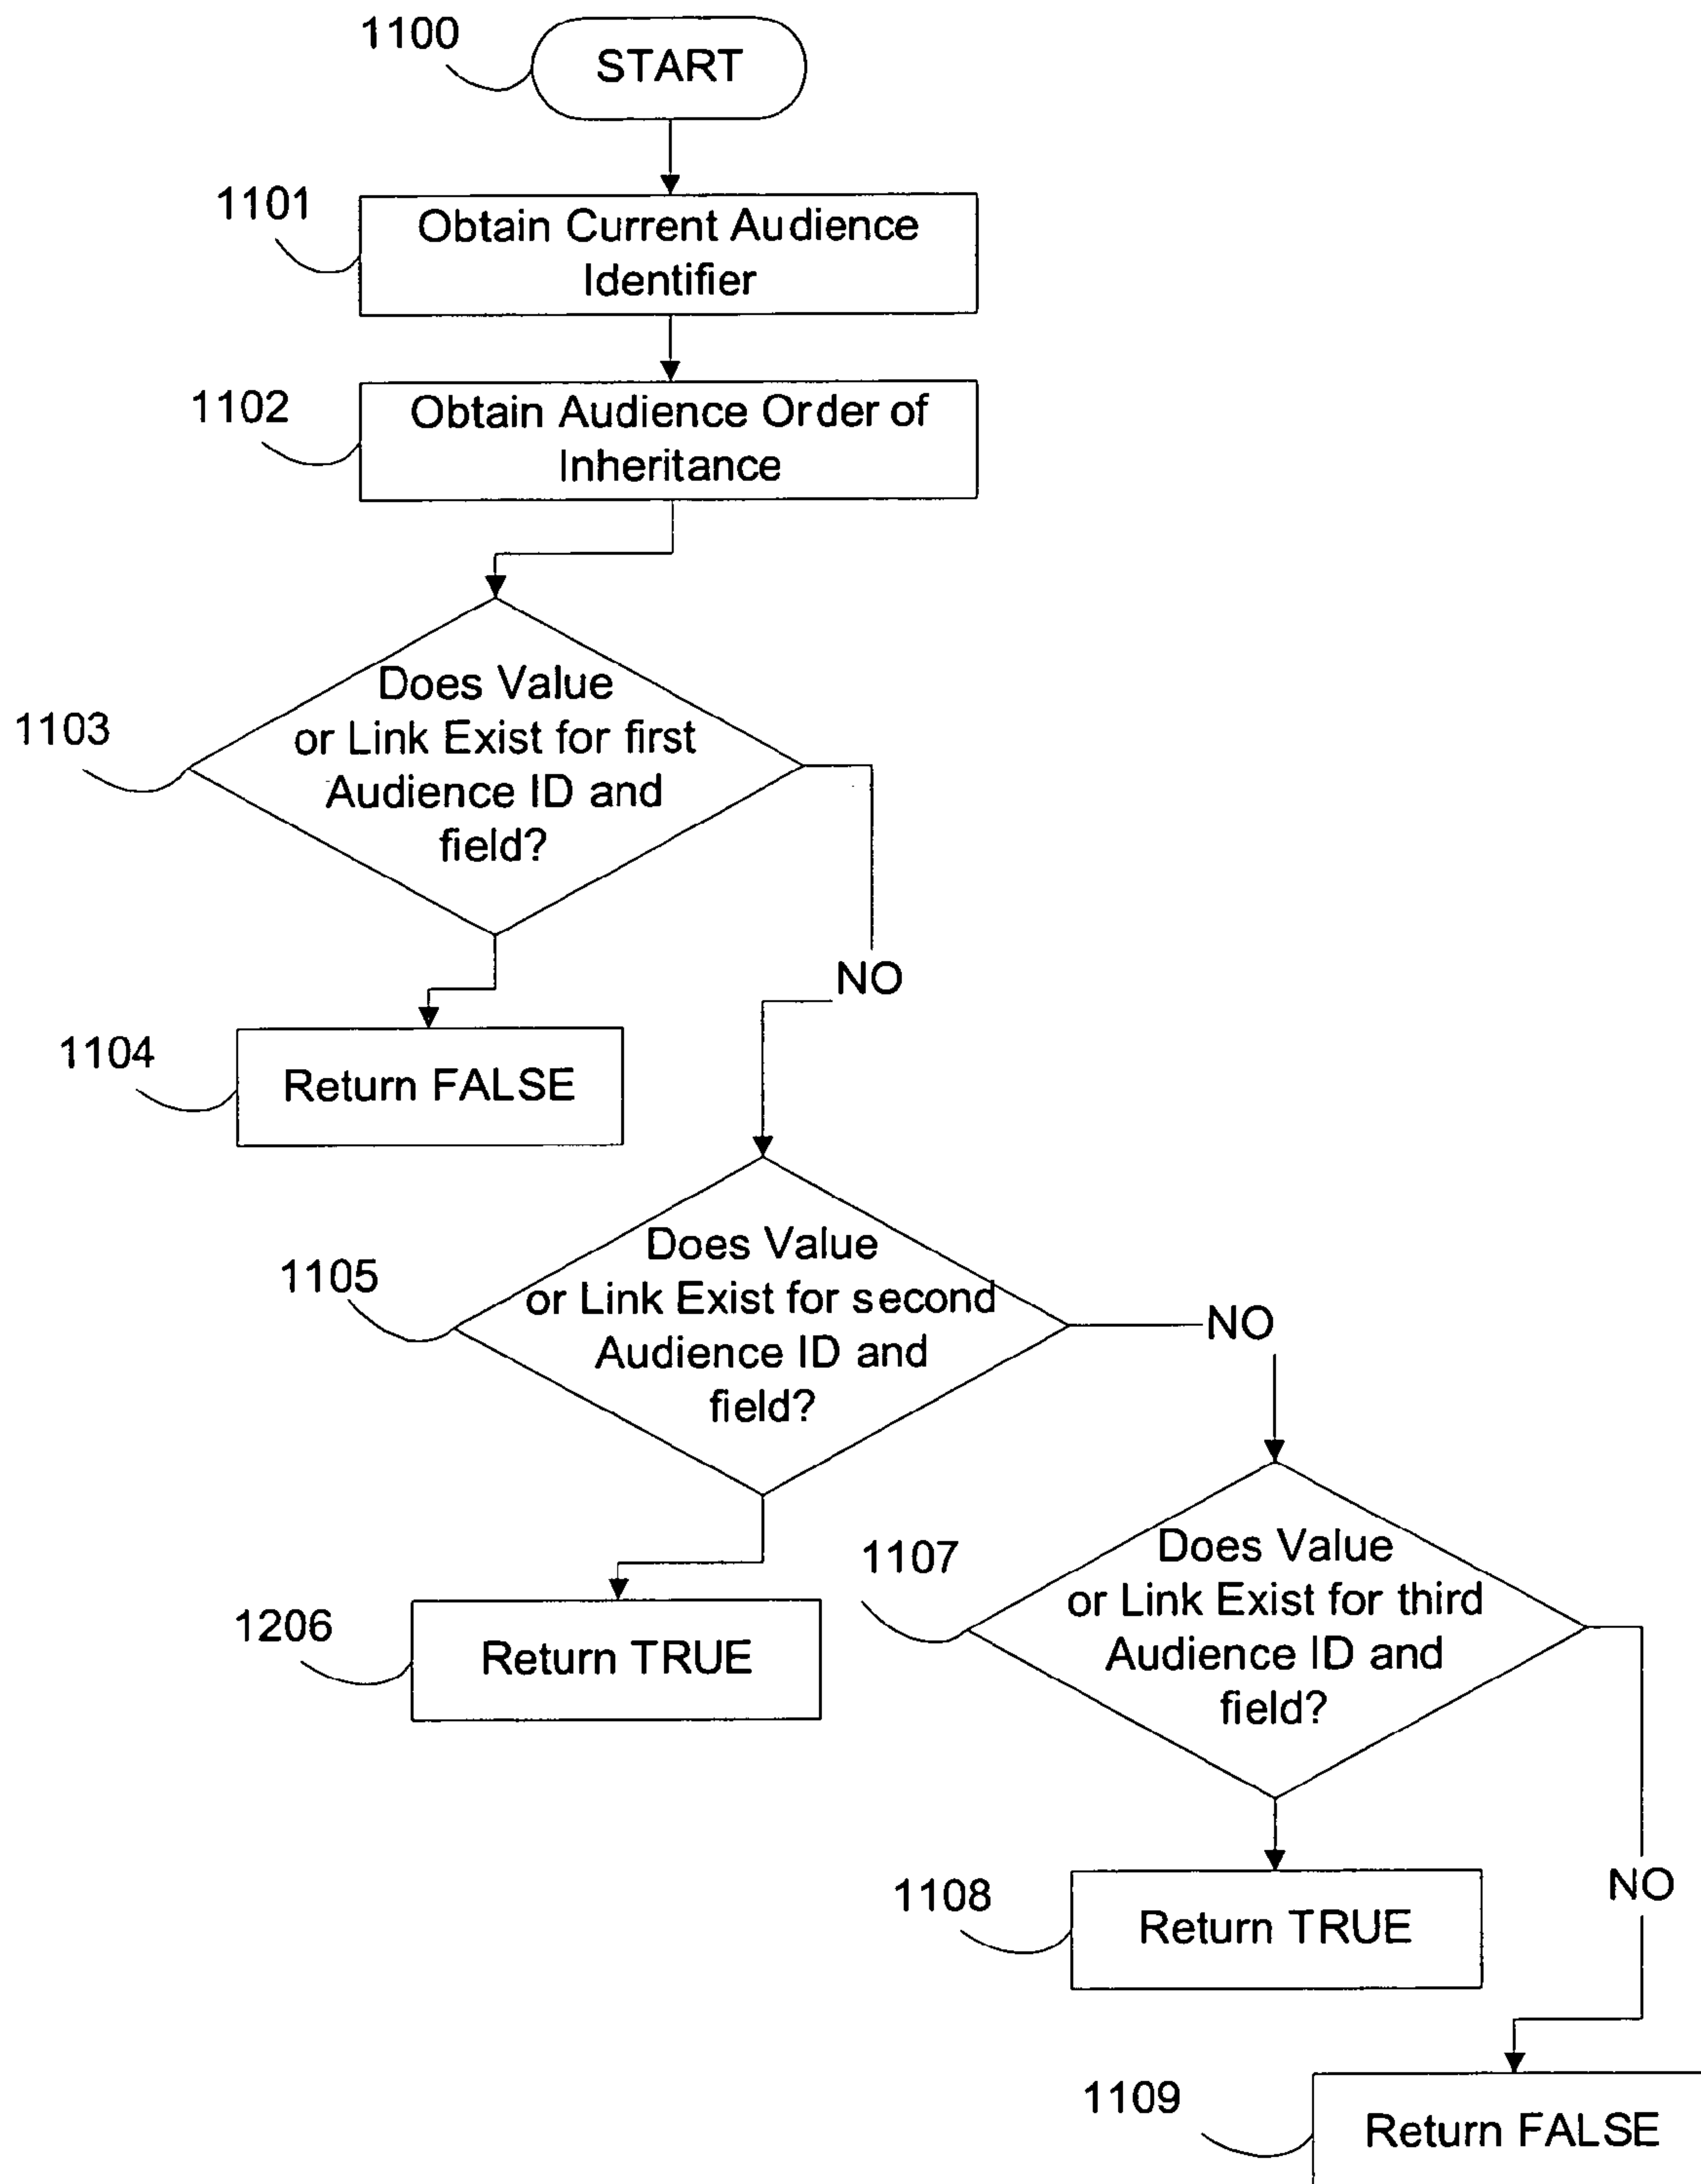 1100
START
1101
Obtain Current Audience
Identifier
1102
Obtain Audience Order of
Inheritance
1103
Does Value
or Link Exist for first
Audience ID and
field?
NO
1104
Return FALSE
1105
Does Value
or Link Exist for second
Audience ID and
field?
NO
1206
Return TRUE
1107
Does Value
or Link Exist for third
Audience ID and
field?
NO
1108
Return TRUE
1109
Return FALSE